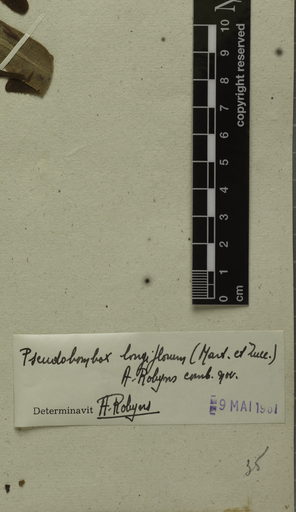 copyright reserved
0 1 2 3 4 5 6 7 8 9 10
cm
Pseudobombax longiflorum (Mart. et Zucc.)
A. Robyns comb. nov.
Determinavit A. Robyns
9 MAI 1961
35